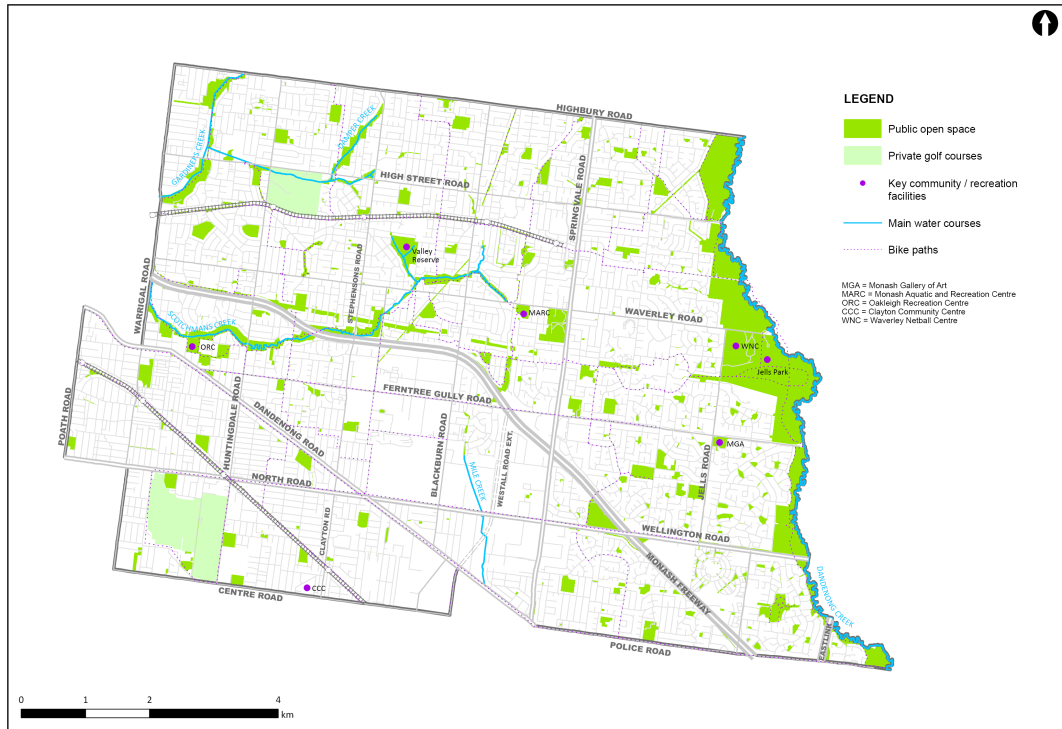 HIGHBURY ROAD
GARDINERS CREEK
DAMPER CREEK
HIGH STREET ROAD
SPRINGVALE ROAD
WARRIGAL ROAD
STEPHENSONS ROAD
Valley
Reserve
SCOTCHMANS CREEK
ORC
MARC
WAVERLEY ROAD
WNC
Jells Park
POATH ROAD
HUNTINGDALE ROAD
DANDENONG ROAD
FERNTREE GULLY ROAD
BLACKBURN ROAD
MILE CREEK
WESTALL ROAD EXT.
JELLS ROAD
MGA
NORTH ROAD
CLAYTON RD
WELLINGTON ROAD
MONASH FREEWAY
CCC
CENTRE ROAD
POLICE ROAD
DANDENONG CREEK
EASTLINK
LEGEND
Public open space
Private golf courses
Key community / recreation
facilities
Main water courses
Bike paths
MGA = Monash Gallery of Art
MARC = Monash Aquatic and Recreation Centre
ORC = Oakleigh Recreation Centre
CCC = Clayton Community Centre
WNC = Waverley Netball Centre
0 1 2 4
km